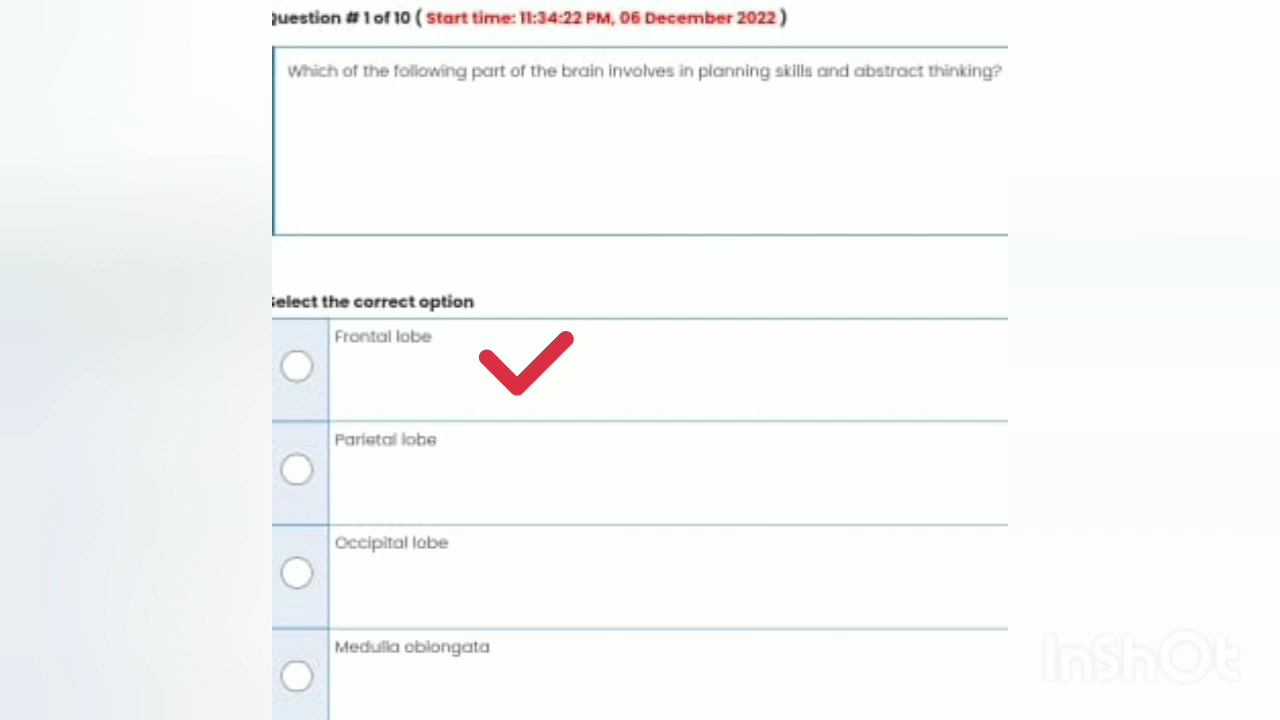 uestion # 1 of 10 ( Start time: 11:34:22 PM, 06 December 2022 )
Which of the following part of the brain involves in planning skills and abstract thinking?
Select the correct option
Frontal lobe
Parietal lobe
Occipital lobe
Medulla oblongata
InShOt